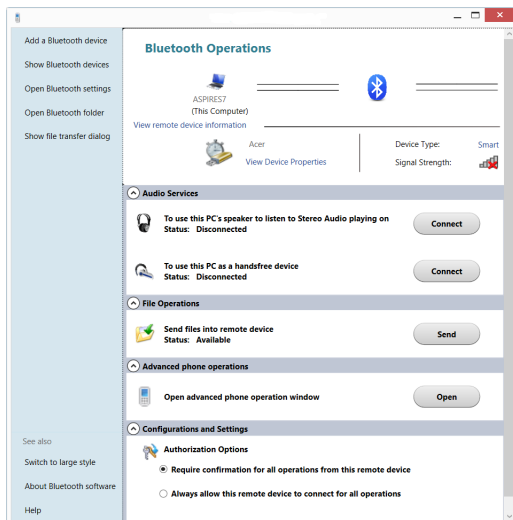 Add a Bluetooth device
Show Bluetooth devices
Open Bluetooth settings
Open Bluetooth folder
Show file transfer dialog
See also
Switch to large style
About Bluetooth software
Help
Bluetooth Operations
ASPIRES7
(This Computer)
View remote device information
Acer
View Device Properties
Device Type: Smart
Signal Strength:
Audio Services
To use this PC's speaker to listen to Stereo Audio playing on
Status: Disconnected
Connect
To use this PC as a handsfree device
Status: Disconnected
Connect
File Operations
Send files into remote device
Status: Available
Send
Advanced phone operations
Open advanced phone operation window
Open
Configurations and Settings
Authorization Options
Require confirmation for all operations from this remote device
Always allow this remote device to connect for all operations